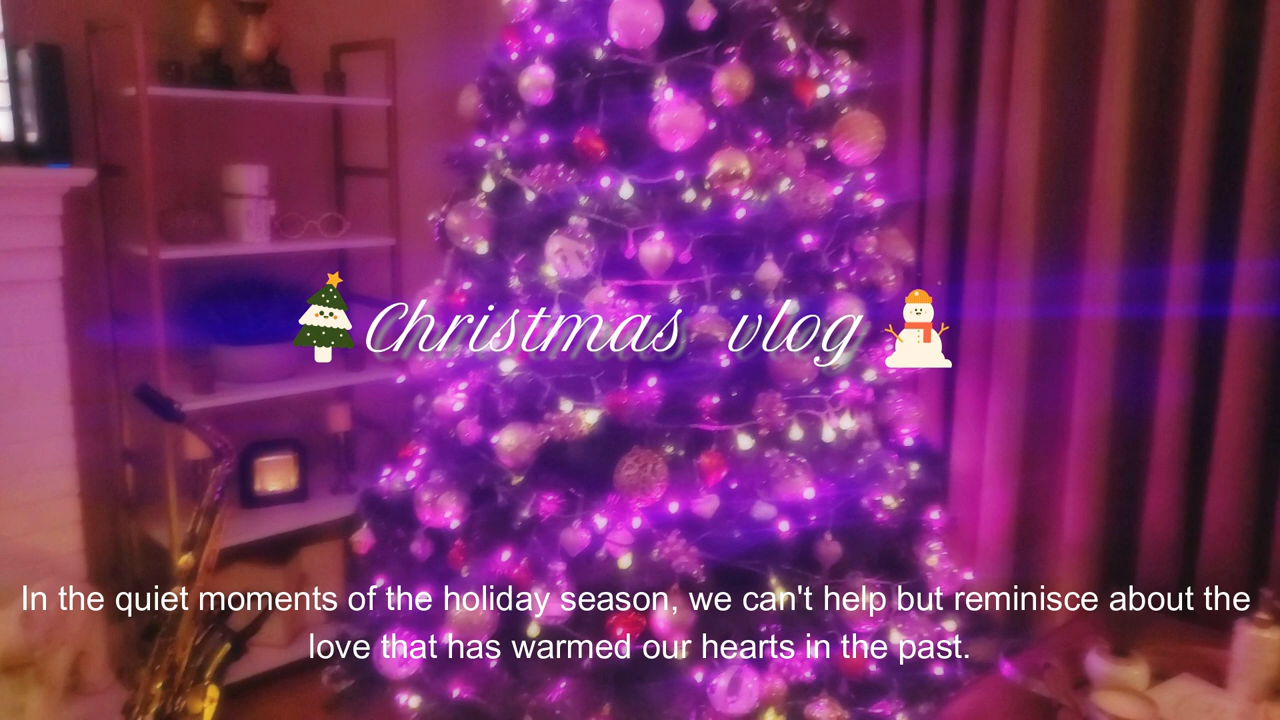 Christmas vlog
In the quiet moments of the holiday season, we can't help but reminisce about the
love that has warmed our hearts in the past.